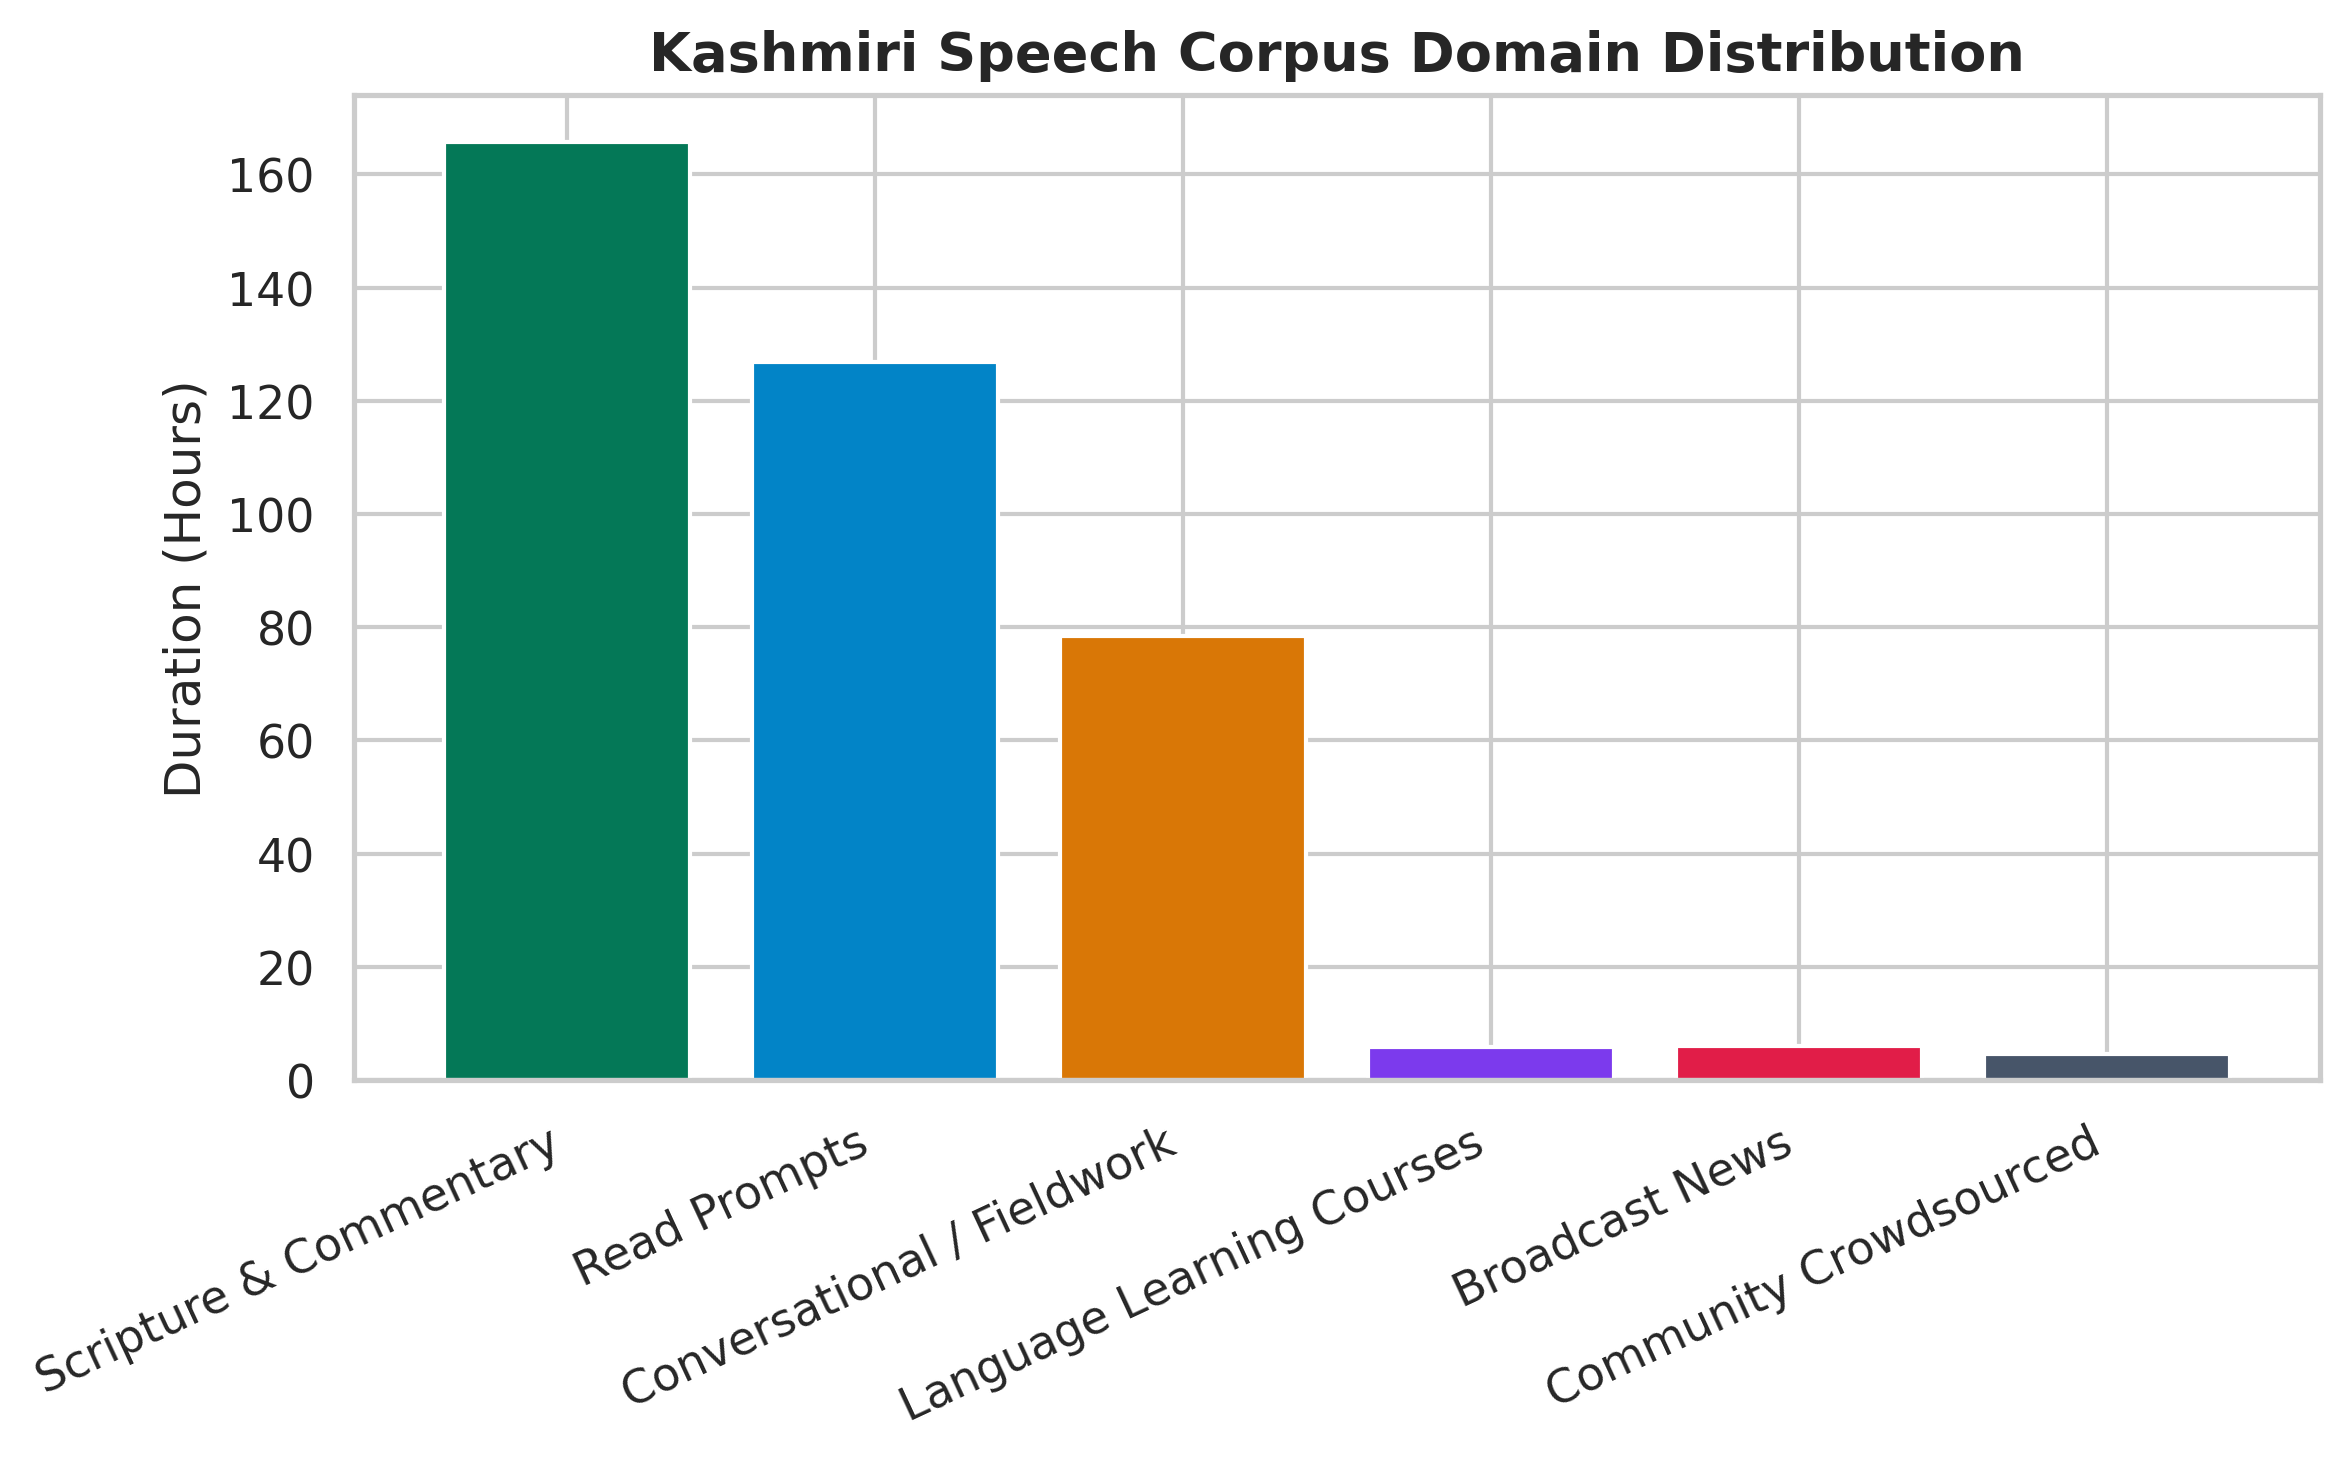 Kashmiri Speech Corpus Domain Distribution
Duration (Hours)
160
140
120
100
80
60
40
20
0
Scripture & Commentary
Read Prompts
Conversational / Fieldwork
Language Learning Courses
Broadcast News
Community Crowdsourced